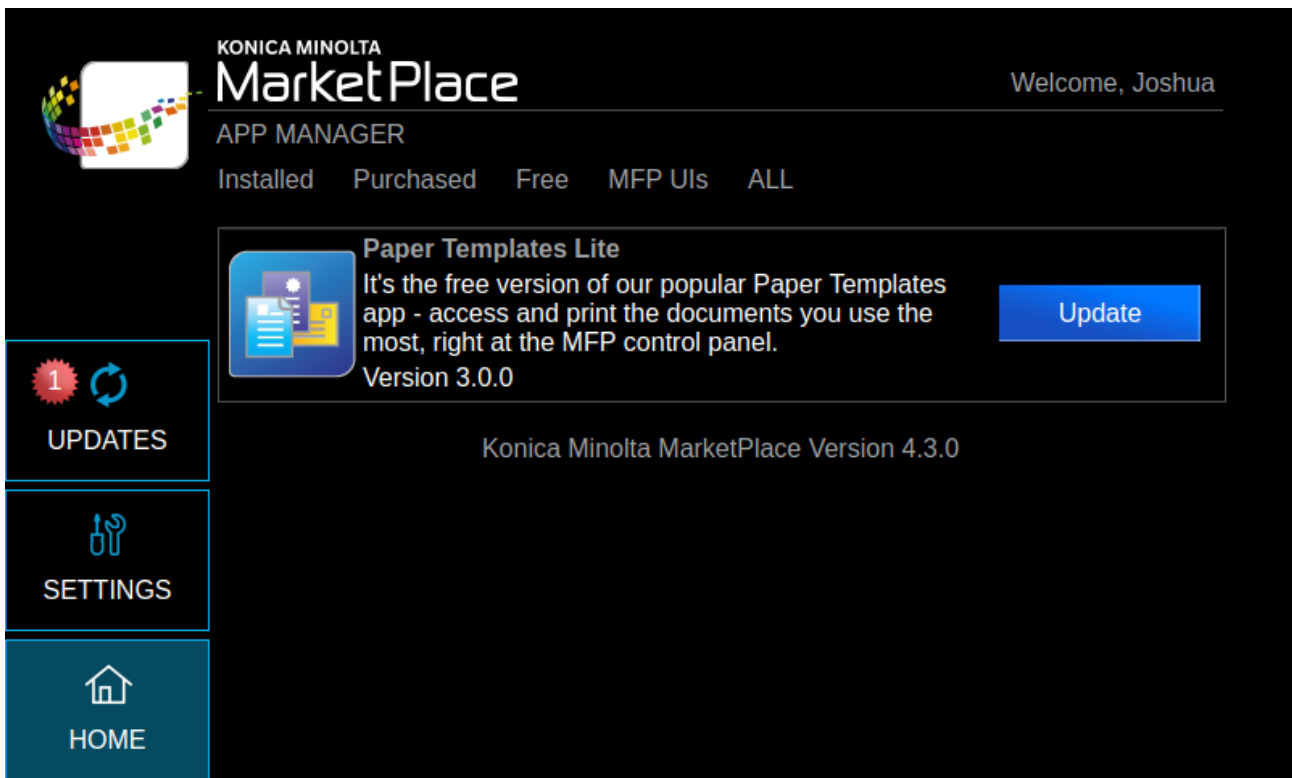 KONICA MINOLTA
MarketPlace
Welcome, Joshua
APP MANAGER
Installed Purchased Free MFP UIs ALL
Paper Templates Lite
It's the free version of our popular Paper Templates
app - access and print the documents you use the
most, right at the MFP control panel.
Version 3.0.0
Update
1
UPDATES
Konica Minolta MarketPlace Version 4.3.0
SETTINGS
HOME